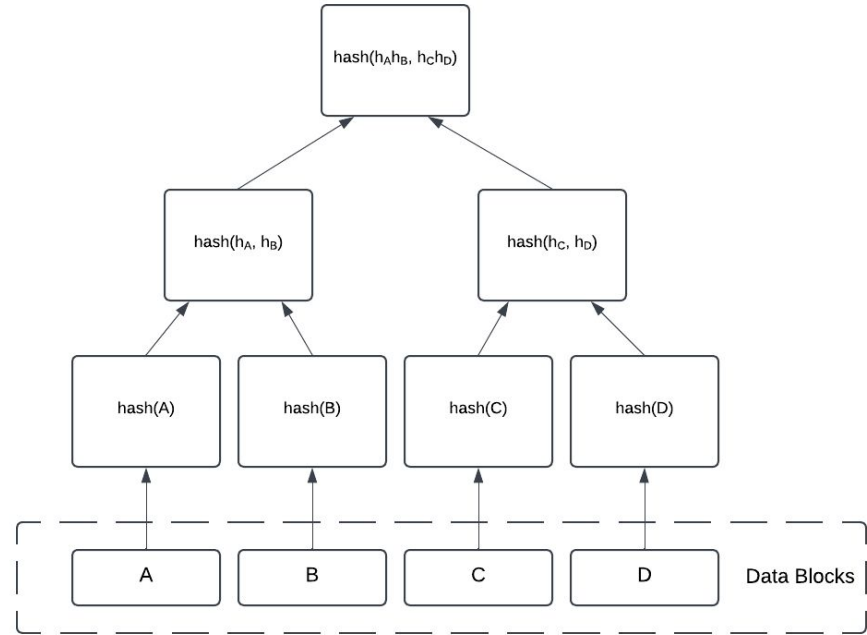 hash(hAhB, hChD)
hash(hA, hB)
hash(hC, hD)
hash(A)
hash(B)
hash(C)
hash(D)
A
B
C
D
Data Blocks